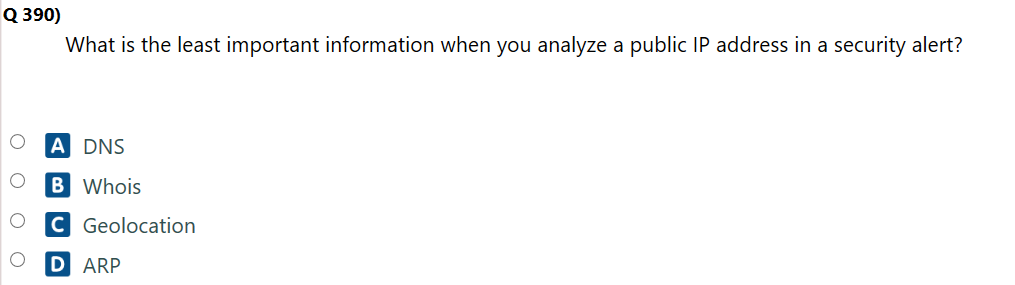 Q 390)
What is the least important information when you analyze a public IP address in a security alert?
A DNS
B Whois
C Geolocation
D ARP